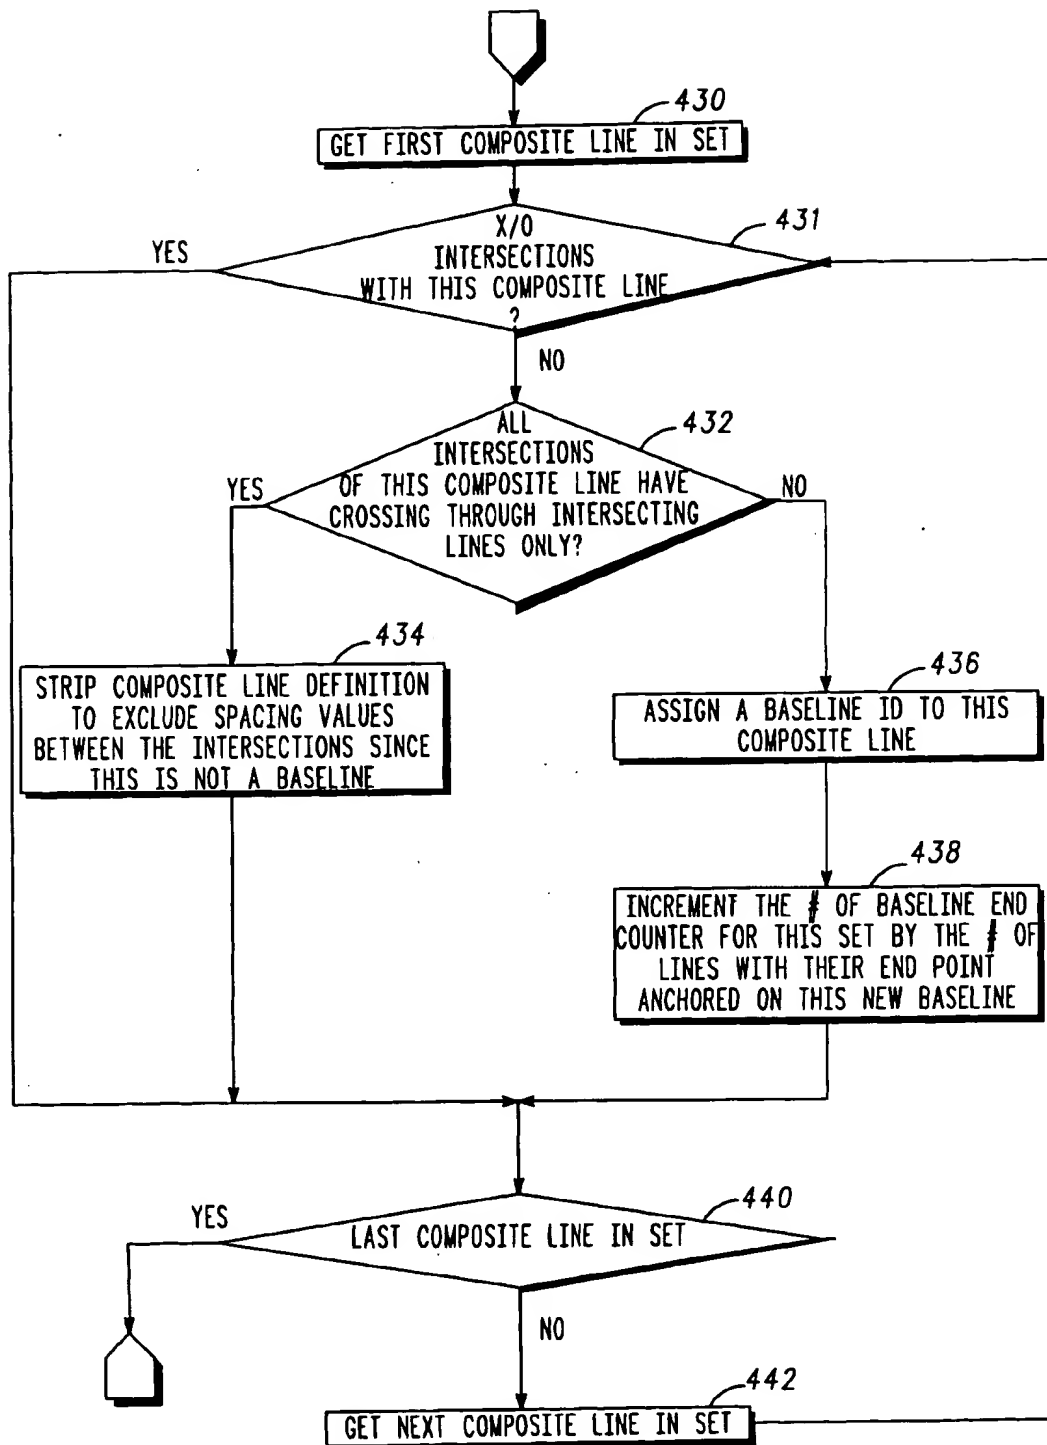 430
GET FIRST COMPOSITE LINE IN SET
431
X/O
INTERSECTIONS
WITH THIS COMPOSITE LINE
?
YES
NO
432
ALL
INTERSECTIONS
OF THIS COMPOSITE LINE HAVE
CROSSING THROUGH INTERSECTING
LINES ONLY?
YES
NO
434
STRIP COMPOSITE LINE DEFINITION
TO EXCLUDE SPACING VALUES
BETWEEN THE INTERSECTIONS SINCE
THIS IS NOT A BASELINE
436
ASSIGN A BASELINE ID TO THIS
COMPOSITE LINE
438
INCREMENT THE # OF BASELINE END
COUNTER FOR THIS SET BY THE # OF
LINES WITH THEIR END POINT
ANCHORED ON THIS NEW BASELINE
440
LAST COMPOSITE LINE IN SET
YES
NO
442
GET NEXT COMPOSITE LINE IN SET